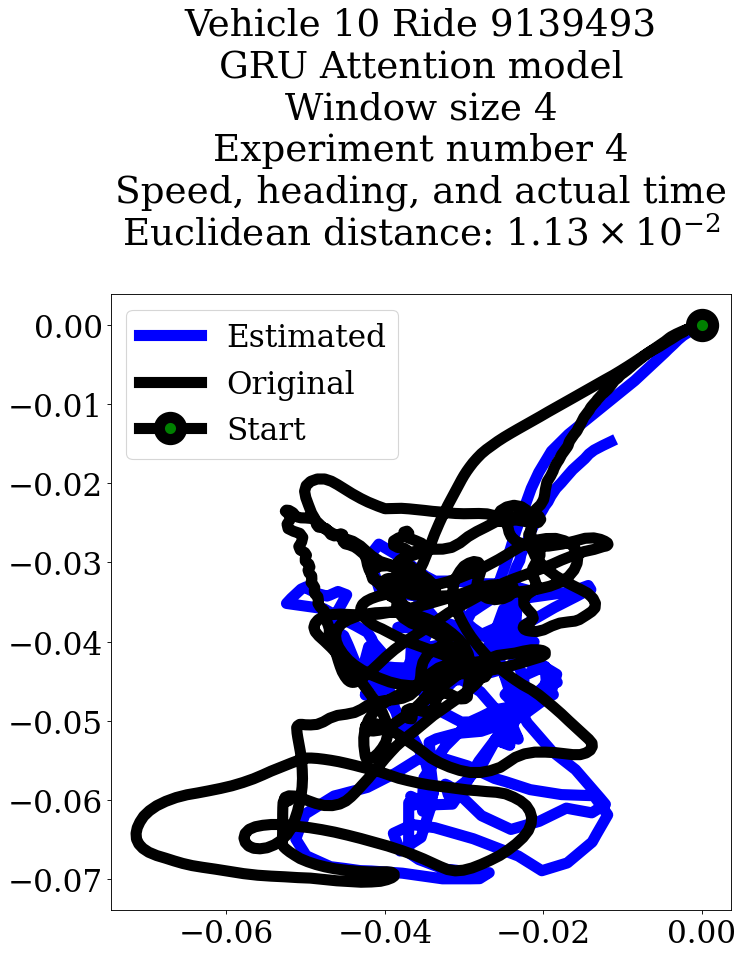 Vehicle 10 Ride 9139493
GRU Attention model
Window size 4
Experiment number 4
Speed, heading, and actual time
Euclidean distance: 1.13 × 10⁻²
Estimated
Original
Start
0.00
−0.01
−0.02
−0.03
−0.04
−0.05
−0.06
−0.07
−0.06 −0.04 −0.02 0.00